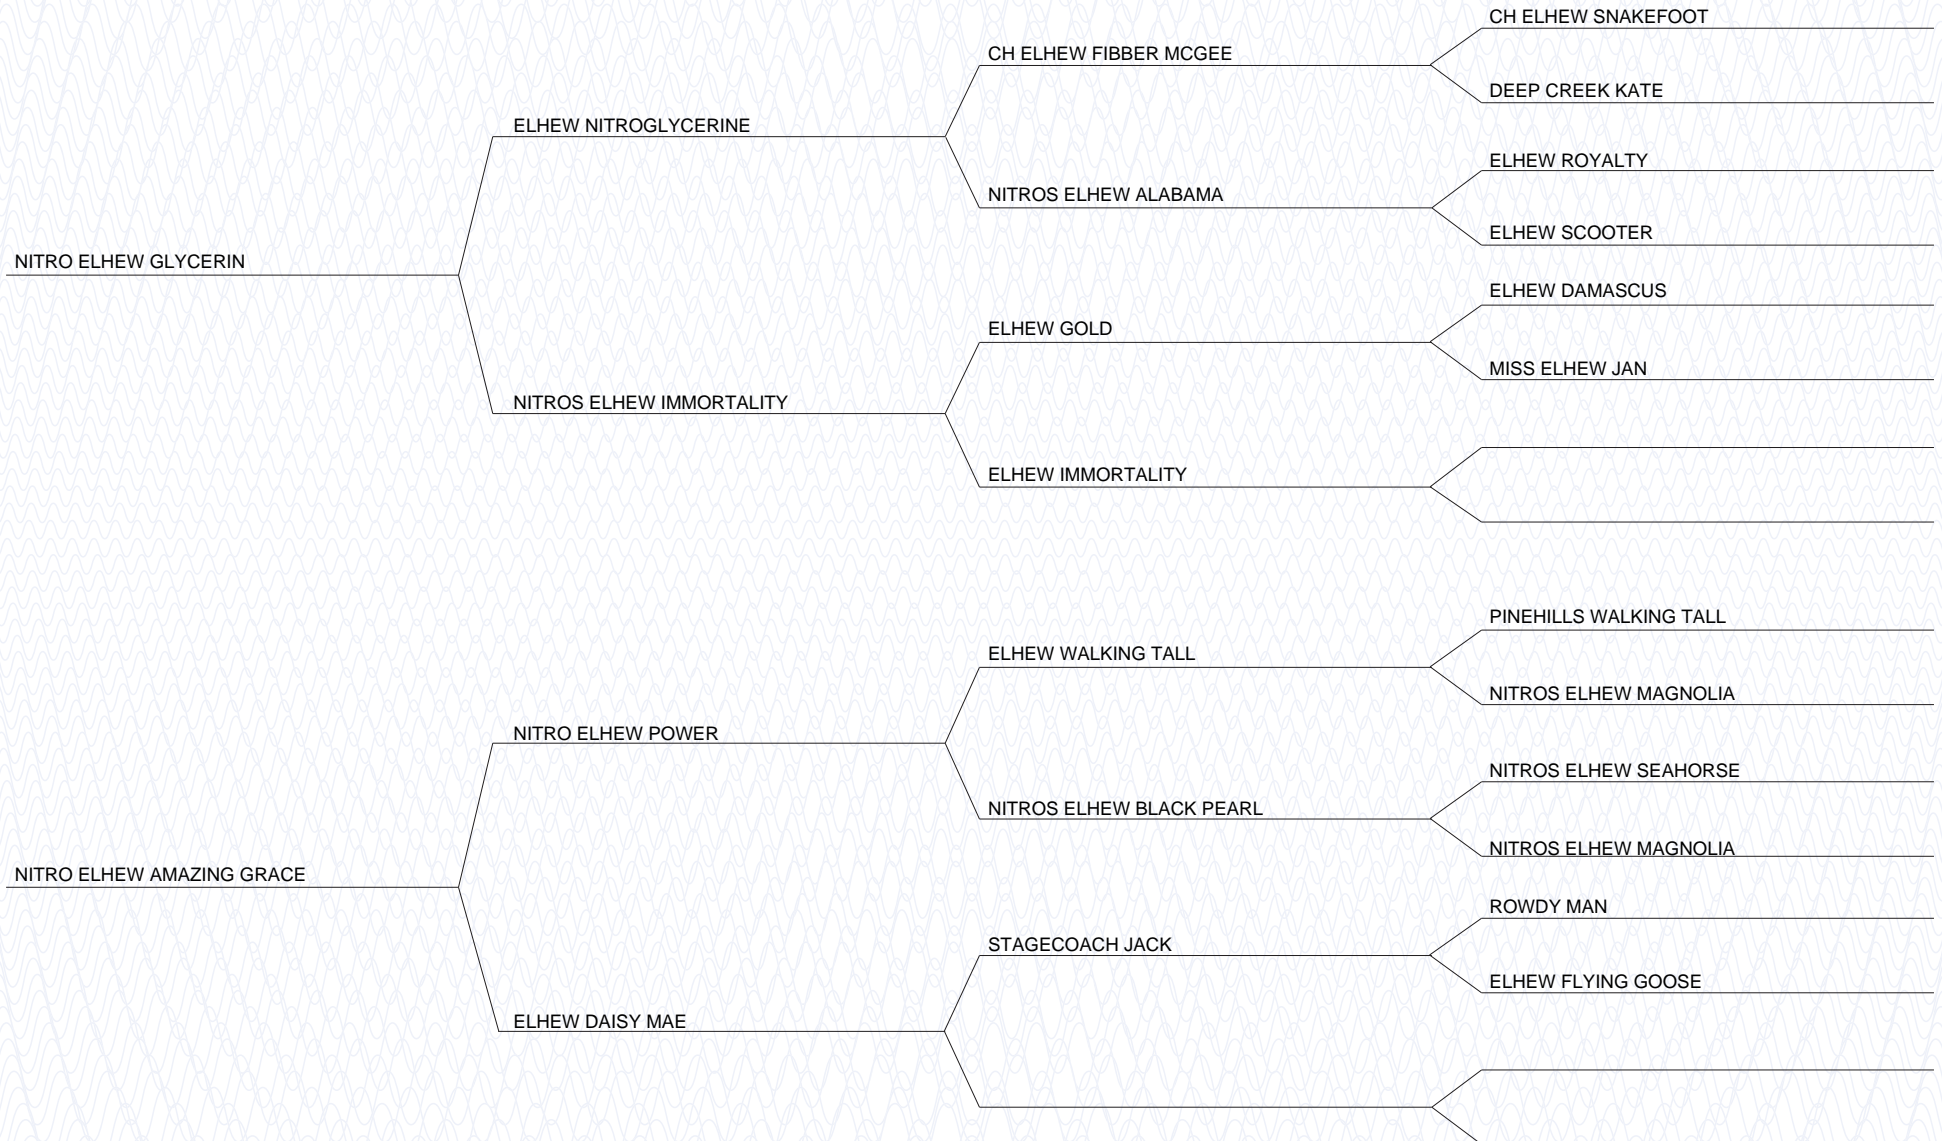 CH ELHEW SNAKEFOOT
CH ELHEW FIBBER MCGEE
DEEP CREEK KATE
ELHEW NITROGLYCERINE
ELHEW ROYALTY
NITROS ELHEW ALABAMA
ELHEW SCOOTER
NITRO ELHEW GLYCERIN
ELHEW DAMASCUS
ELHEW GOLD
MISS ELHEW JAN
NITROS ELHEW IMMORTALITY
ELHEW IMMORTALITY
PINEHILLS WALKING TALL
ELHEW WALKING TALL
NITROS ELHEW MAGNOLIA
NITRO ELHEW POWER
NITROS ELHEW SEAHORSE
NITROS ELHEW BLACK PEARL
NITROS ELHEW MAGNOLIA
NITRO ELHEW AMAZING GRACE
ROWDY MAN
STAGECOACH JACK
ELHEW FLYING GOOSE
ELHEW DAISY MAE